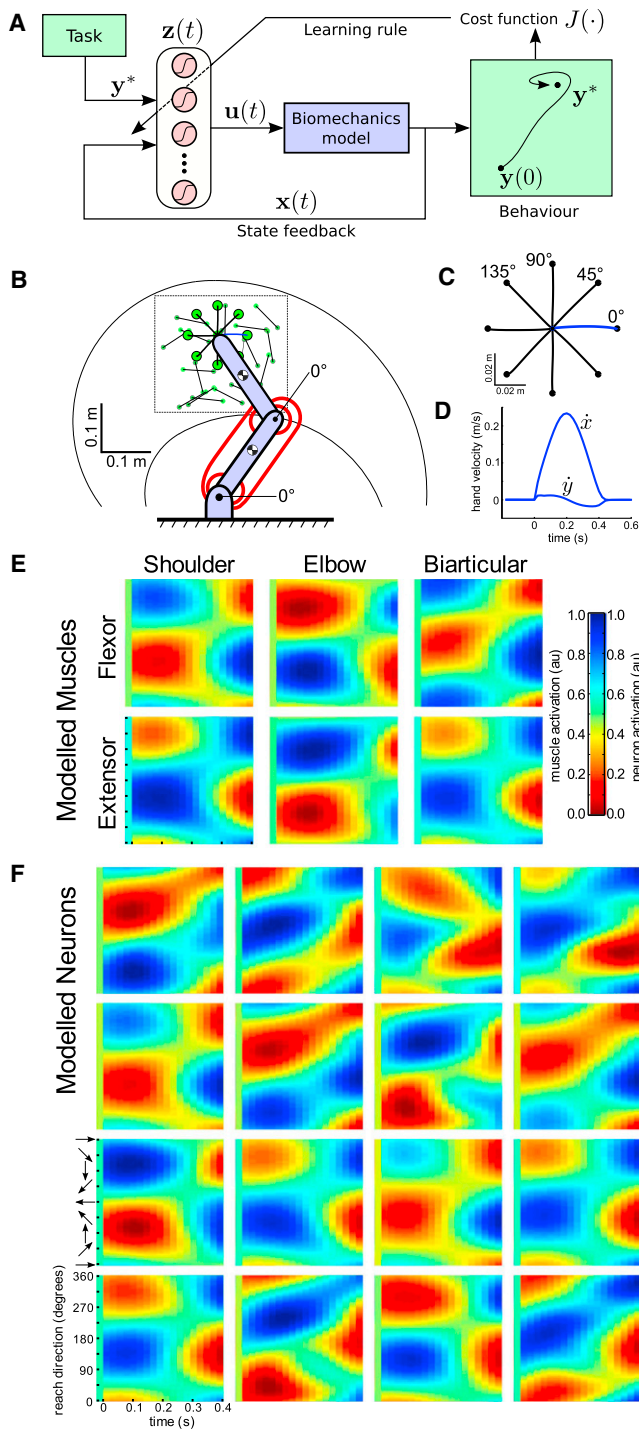 A
Task
z(t)
Learning rule
Cost function J(·)
y*
u(t)
Biomechanics
model
y*
y(0)
x(t)
State feedback
Behaviour
B
0°
0°
0.1 m
0.1 m
C
90°
135°
45°
0°
0.02 m
0.02 m
D
hand velocity (m/s)
0.2
0.1
0
ẋ
ẏ
0
0.2
0.4
0.6
time (s)
E
Shoulder
Elbow
Biarticular
Modelled Muscles
Flexor
Extensor
muscle activation (au)
neuron activation (au)
1.0 1.0
0.8 0.8
0.6 0.6
0.4 0.4
0.2 0.2
0.0 0.0
F
Modelled Neurons
reach direction (degrees)
360
270
180
90
0
0 0.1 0.2 0.3 0.4
time (s)